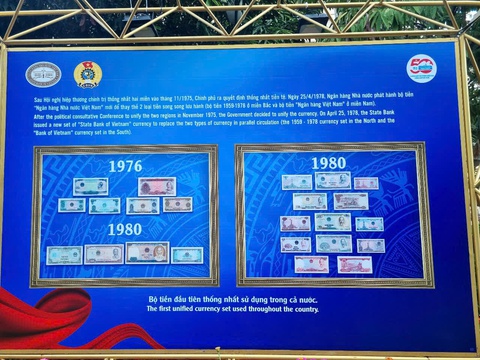 Sau Hội nghị hiệp thương chính trị thống nhất hai miền vào tháng 11/1975, Chính phủ ra quyết định thống nhất tiền tệ. Ngày 25/4/1978, Ngân hàng Nhà nước phát hành bộ tiền
"Ngân hàng Nhà nước Việt Nam" mới để thay thế 2 loại tiền song song lưu hành (bộ tiền 1959-1978 ở miền Bắc và bộ tiền "Ngân hàng Việt Nam" ở miền Nam).
After the political consultative Conference to unify the two regions in November 1975, the Government decided to unify the currency. On April 25, 1978, the State Bank
issued a new set of "State Bank of Vietnam" currency to replace the two types of currency in parallel circulation (the 1959 - 1978 currency set in the North and the
"Bank of Vietnam" currency set in the South).
1976
1980
1980
Bộ tiền đầu tiên thống nhất sử dụng trong cả nước.
The first unified currency set used throughout the country.